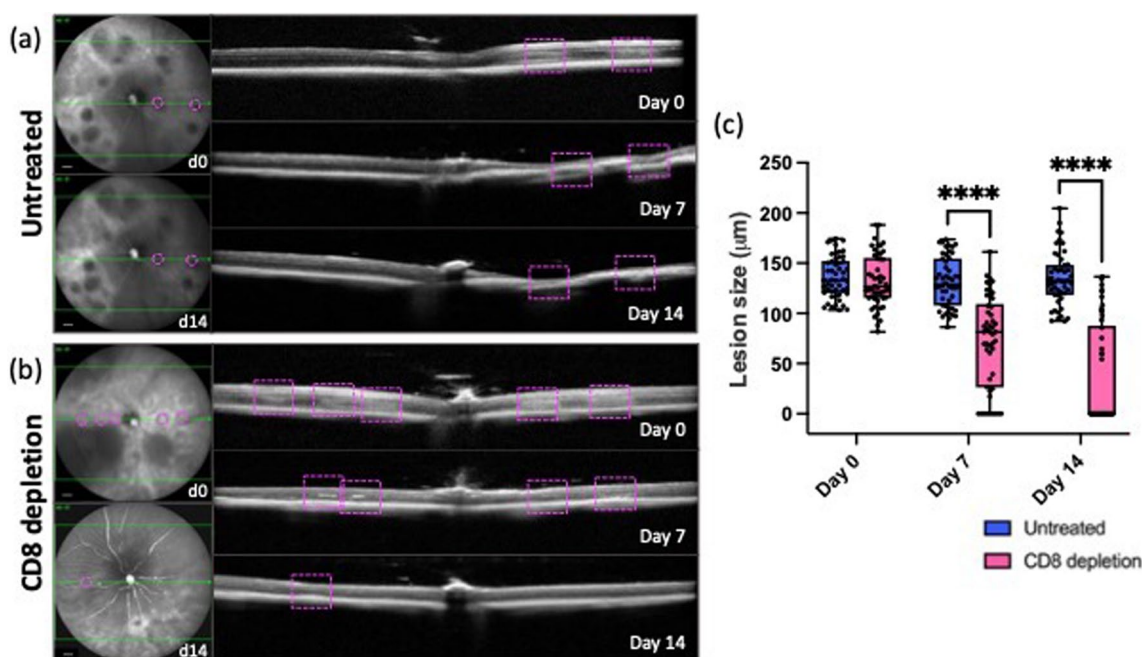 (a)
Untreated
d0
d14
Day 0
Day 7
Day 14
(b)
CD8 depletion
d0
d14
Day 0
Day 7
Day 14
(c)
Lesion size (μm)
250
200
150
100
50
0
****
****
Day 0
Day 7
Day 14
Untreated
CD8 depletion